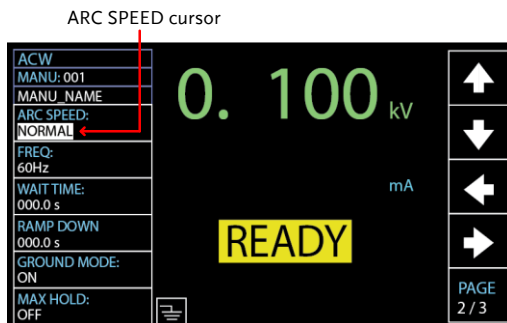 ARC SPEED cursor
ACW
MANU: 001
MANU_NAME
ARC SPEED:
NORMAL
FREQ:
60Hz
WAIT TIME:
000.0 s
RAMP DOWN
000.0 s
GROUND MODE:
ON
MAX HOLD:
OFF
0. 100 kV
mA
READY
PAGE
2 / 3